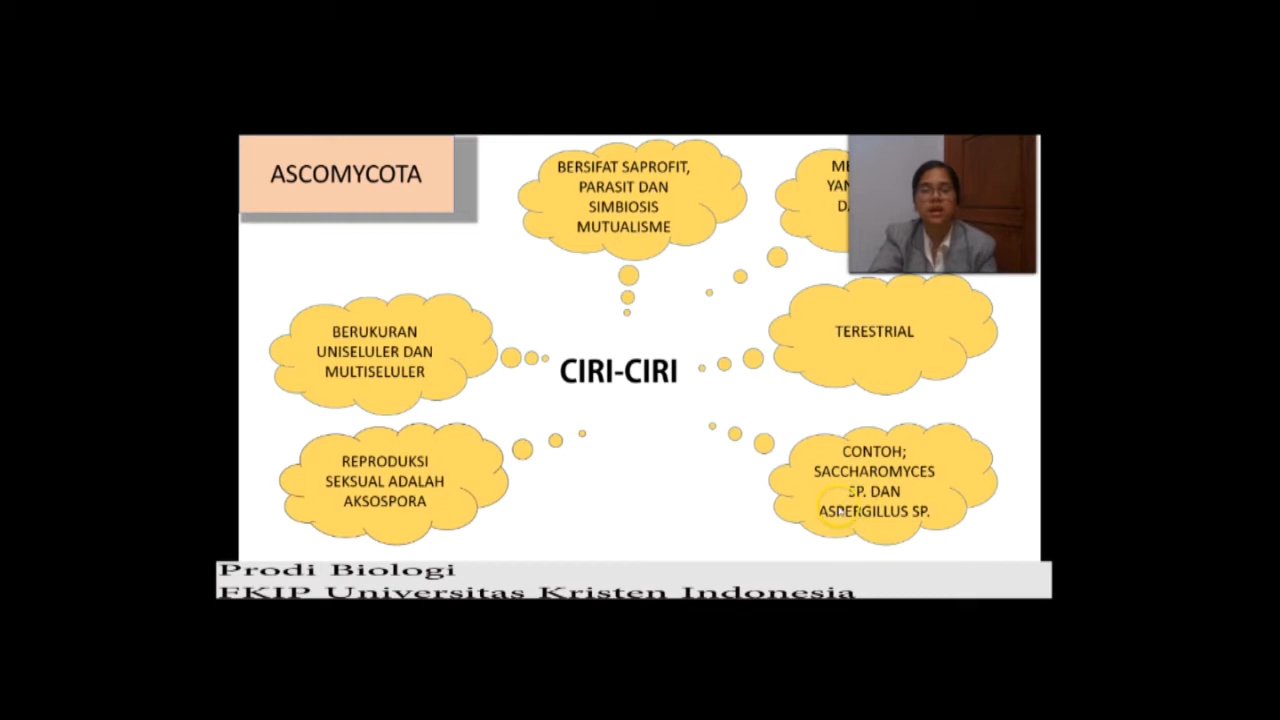 ASCOMYCOTA
BERSIFAT SAPROFIT,
PARASIT DAN
SIMBIOSIS
MUTUALISME
BERUKURAN
UNISELULER DAN
MULTISELULER
CIRI-CIRI
TERESTRIAL
REPRODUKSI
SEKSUAL ADALAH
AKSOSPORA
CONTOH;
SACCHAROMYCES
SP. DAN
ASPERGILLUS SP.
Prodi Biologi
FKIP Universitas Kristen Indonesia